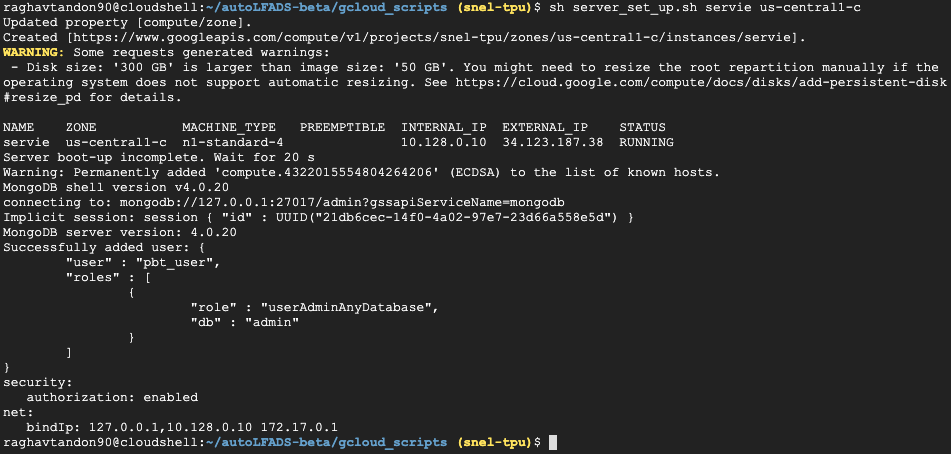 raghavtandon90@cloudshell:~/autoLFADS-beta/gcloud_scripts (snel-tpu)$ sh server_set_up.sh servie us-central1-c
Updated property [compute/zone].
Created [https://www.googleapis.com/compute/v1/projects/snel-tpu/zones/us-central1-c/instances/servie].
WARNING: Some requests generated warnings:
 - Disk size: '300 GB' is larger than image size: '50 GB'. You might need to resize the root repartition manually if the
operating system does not support automatic resizing. See https://cloud.google.com/compute/docs/disks/add-persistent-disk
#resize_pd for details.
NAME    ZONE           MACHINE_TYPE   PREEMPTIBLE  INTERNAL_IP  EXTERNAL_IP    STATUS
servie  us-central1-c  n1-standard-4               10.128.0.10  34.123.187.38  RUNNING
Server boot-up incomplete. Wait for 20 s
Warning: Permanently added 'compute.4322015554804264206' (ECDSA) to the list of known hosts.
MongoDB shell version v4.0.20
connecting to: mongodb://127.0.0.1:27017/admin?gssapiServiceName=mongodb
Implicit session: session { "id" : UUID("21db6cec-14f0-4a02-97e7-23d66a558e5d") }
MongoDB server version: 4.0.20
Successfully added user: {
        "user" : "pbt_user",
        "roles" : [
                {
                        "role" : "userAdminAnyDatabase",
                        "db" : "admin"
                }
        ]
}
security:
   authorization: enabled
net:
   bindIp: 127.0.0.1,10.128.0.10 172.17.0.1
raghavtandon90@cloudshell:~/autoLFADS-beta/gcloud_scripts (snel-tpu)$